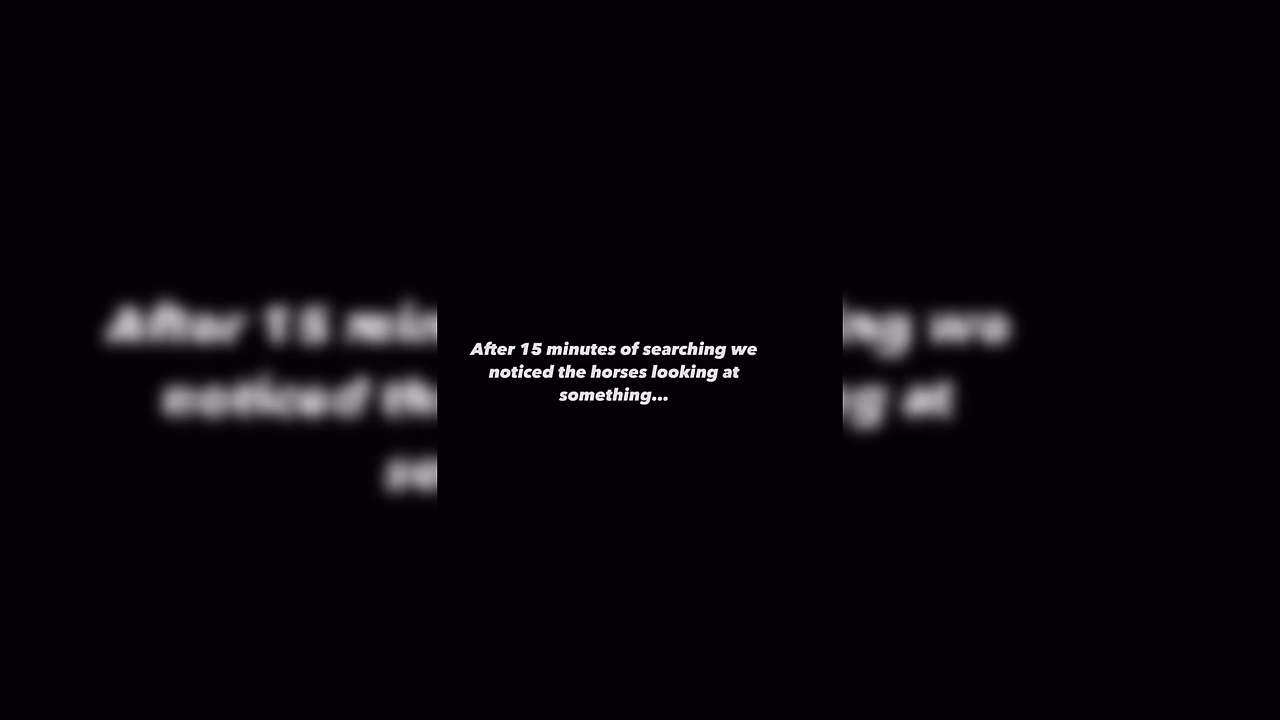 After 15 minutes of searching we
noticed the horses looking at
something...